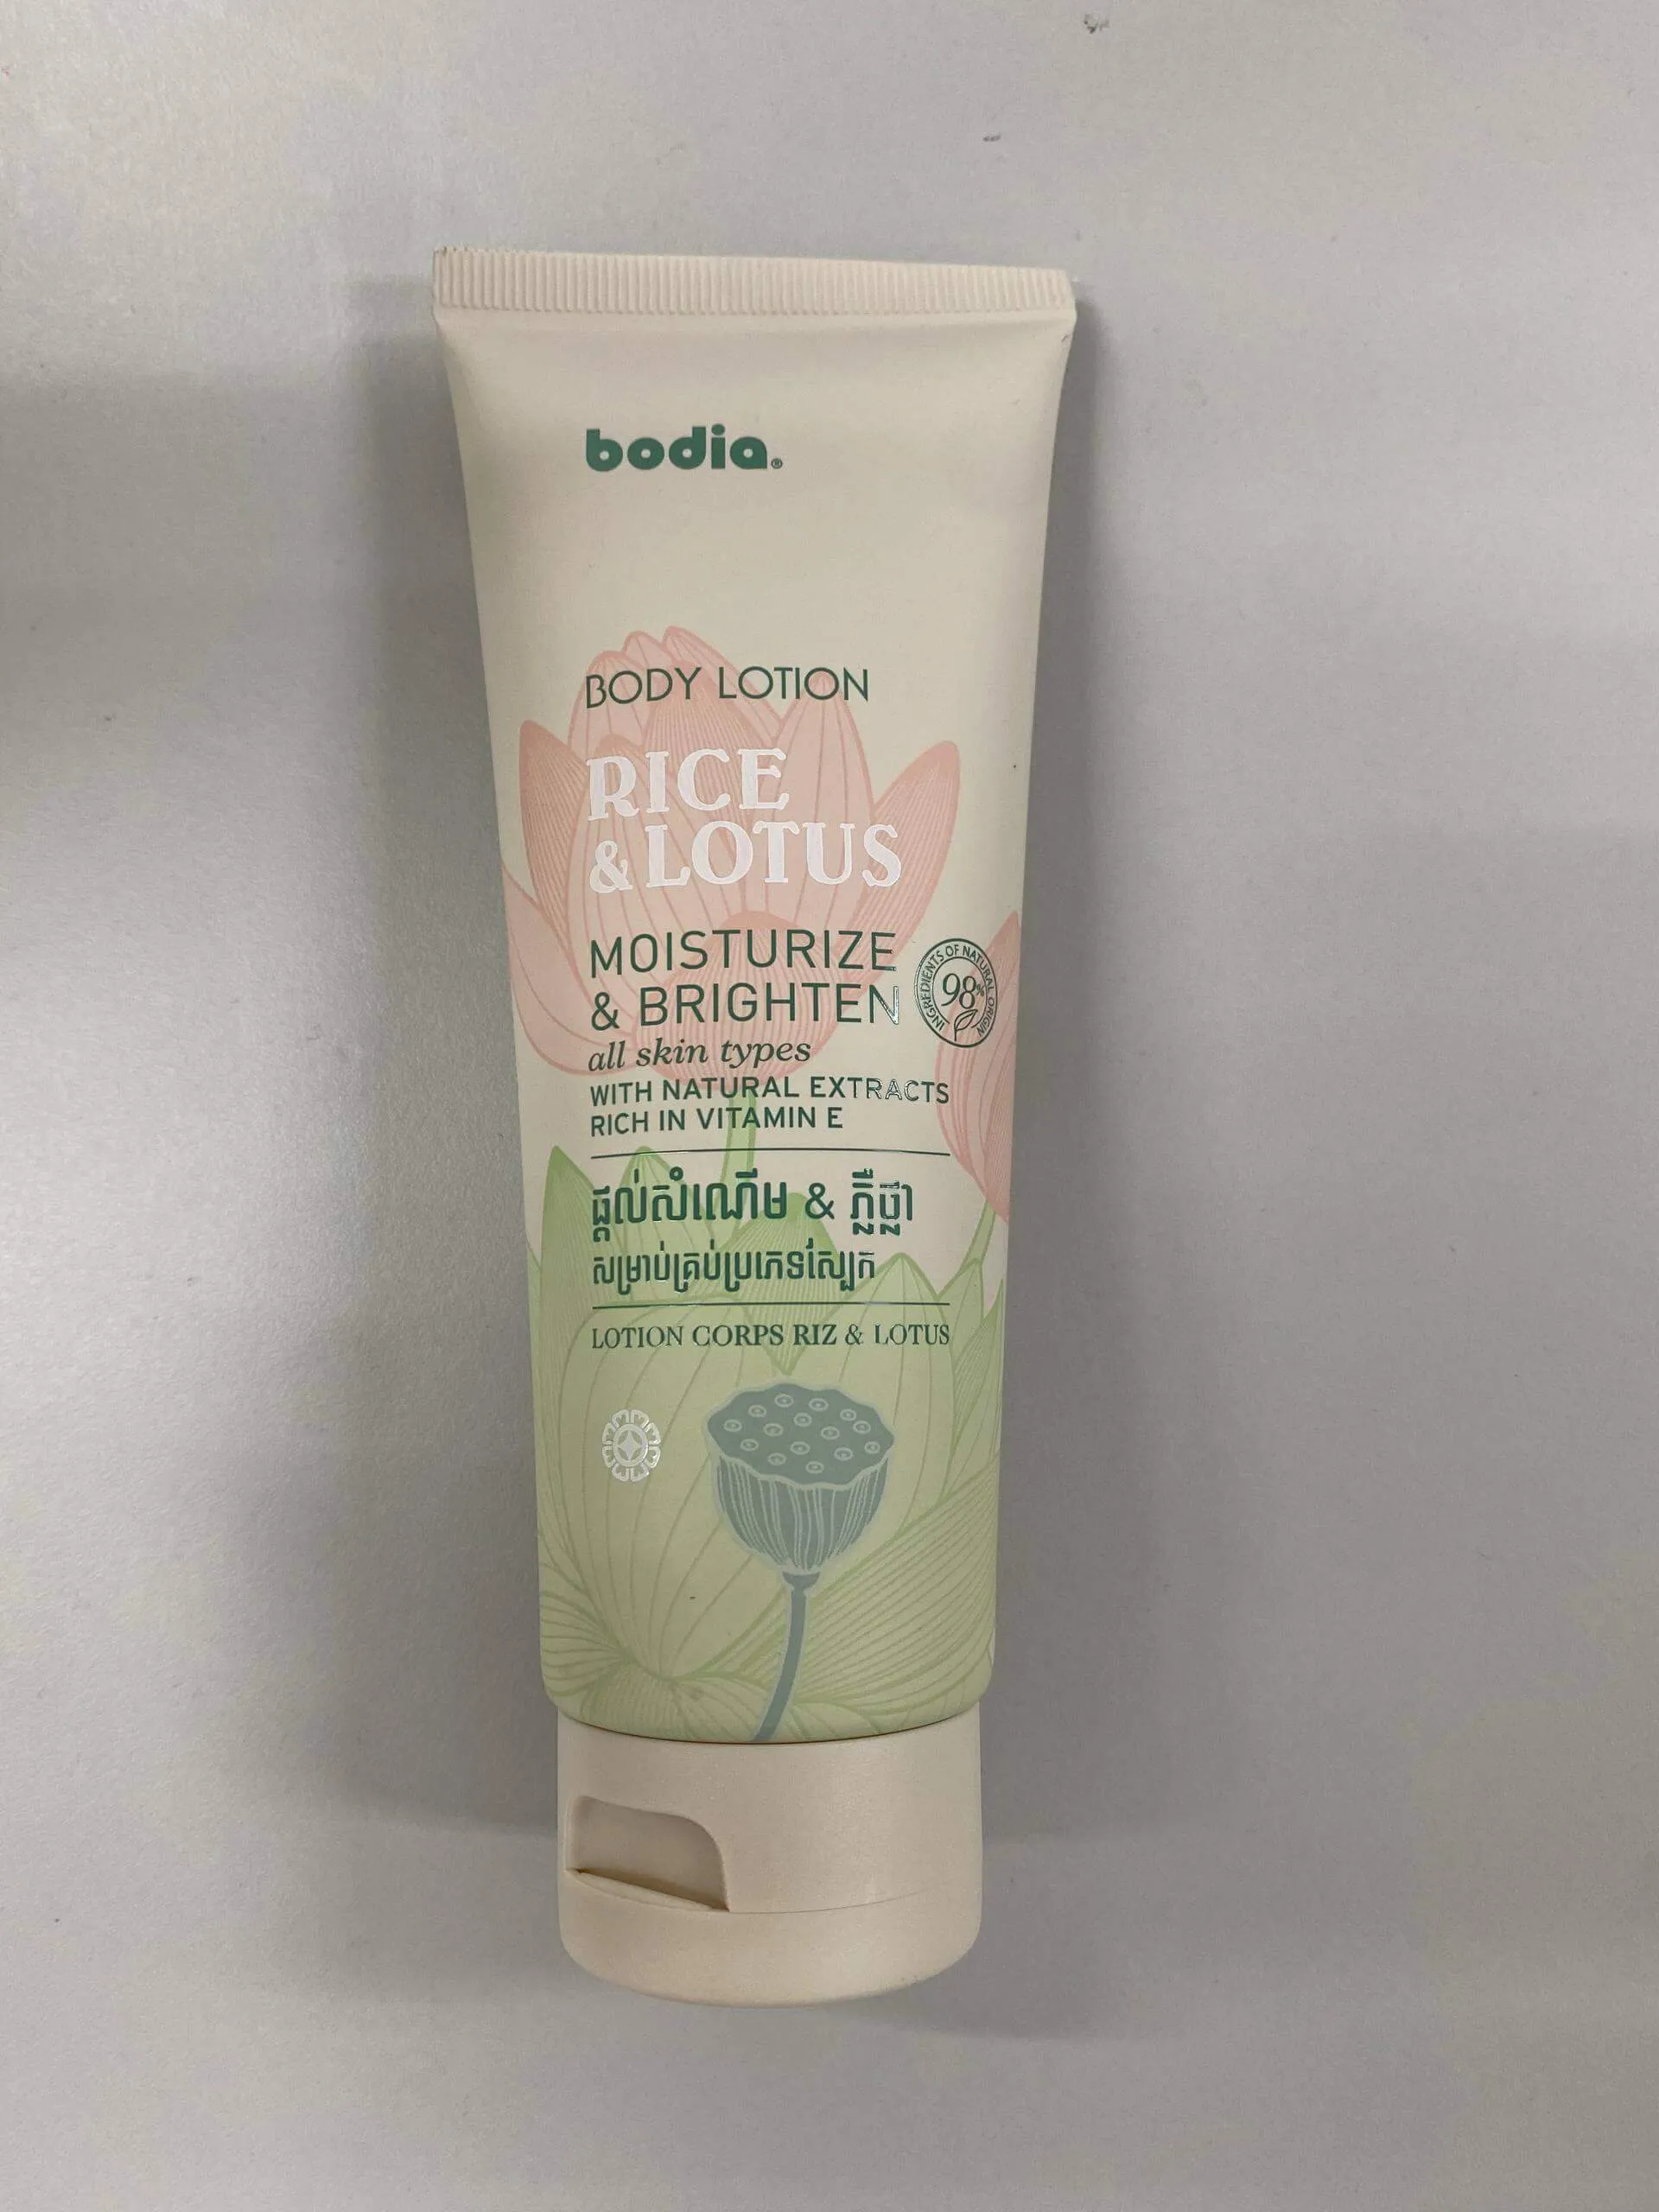 bodia®
BODY LOTION
RICE
& LOTUS
MOISTURIZE
& BRIGHTEN
all skin types
WITH NATURAL EXTRACTS
RICH IN VITAMIN E
INGREDIENTS OF NATURAL ORIGIN
98%
ផ្តល់សំណើម & ភ្លឺថ្លា
សម្រាប់គ្រប់ប្រភេទស្បែក
LOTION CORPS RIZ & LOTUS